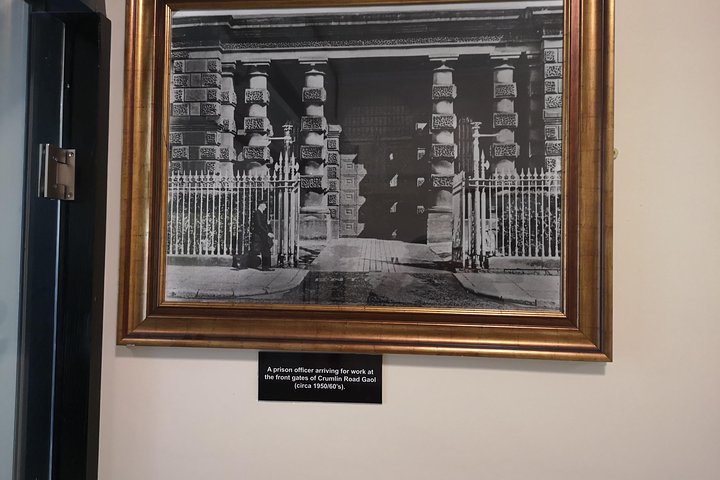 A prison officer arriving for work at
the front gates of Crumlin Road Gaol
(circa 1950/60's).